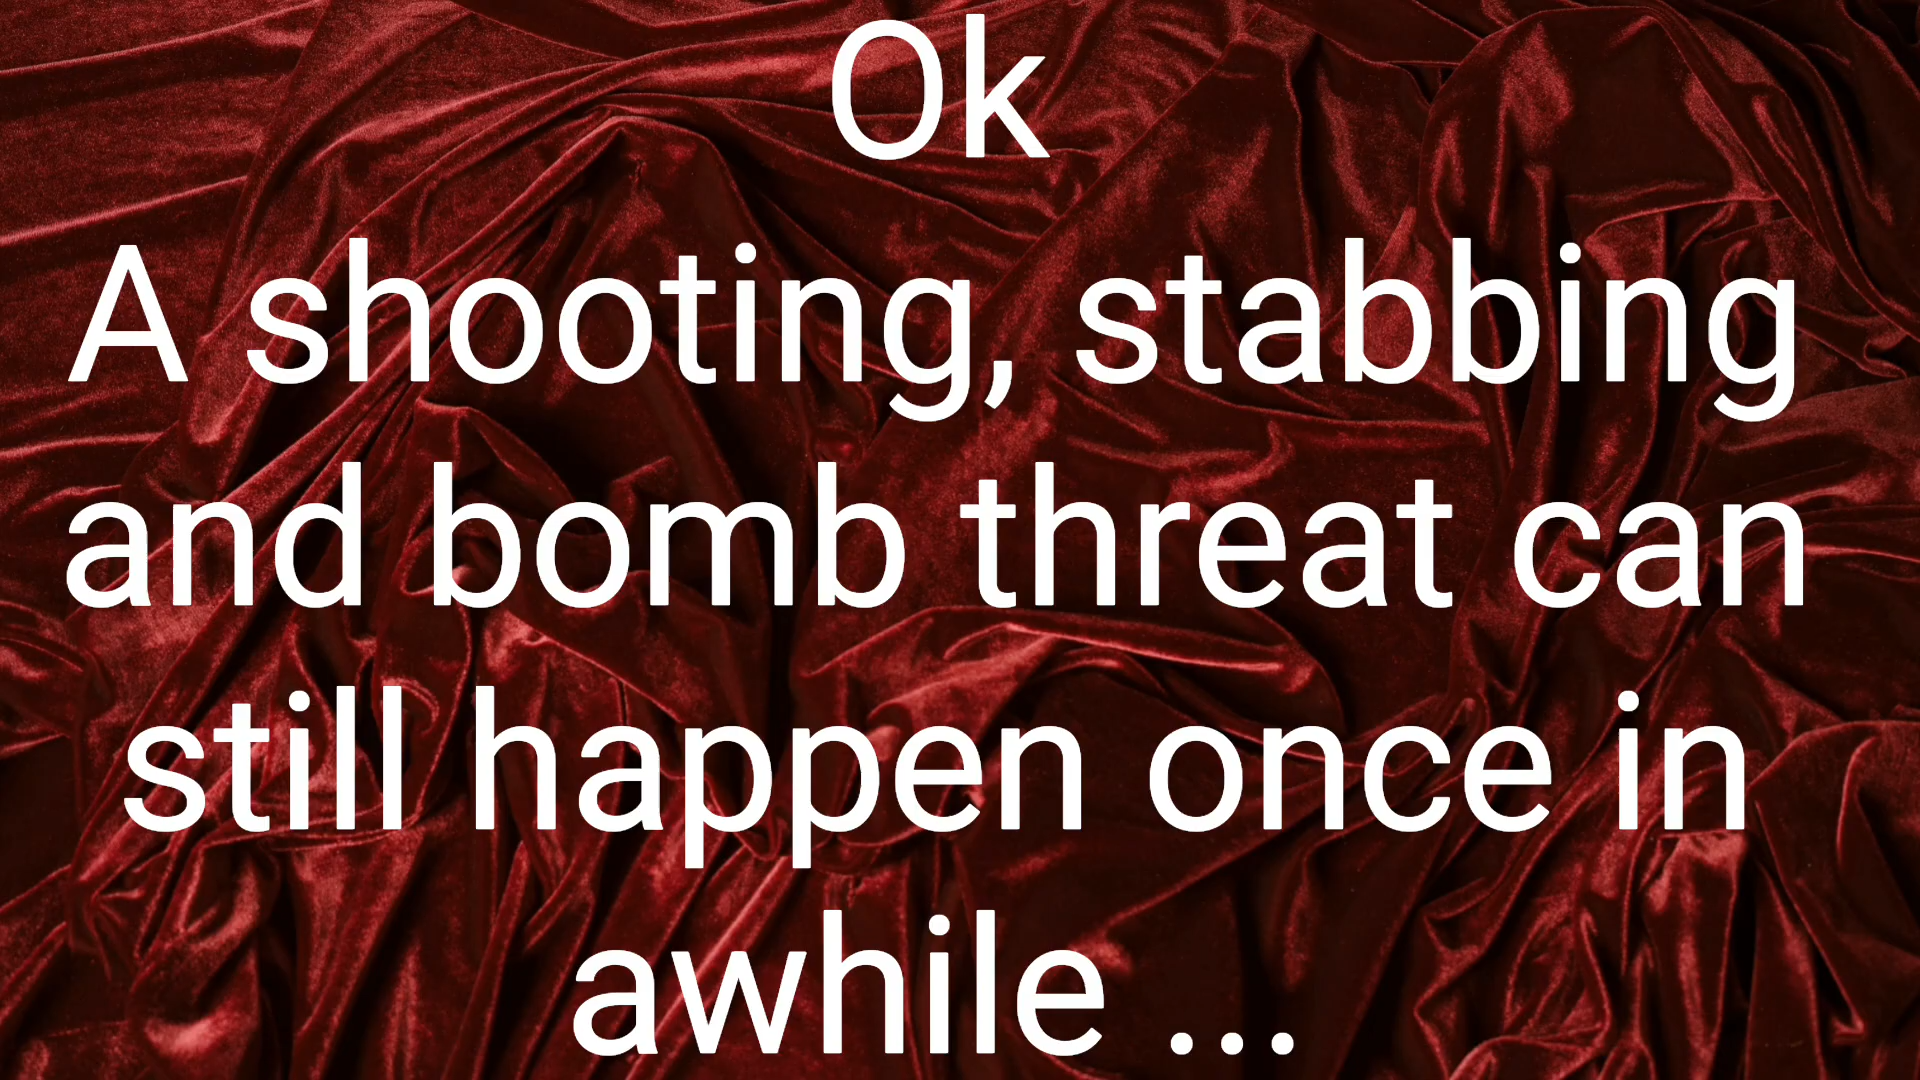 Ok
A shooting, stabbing
and bomb threat can
still happen once in
awhile ...